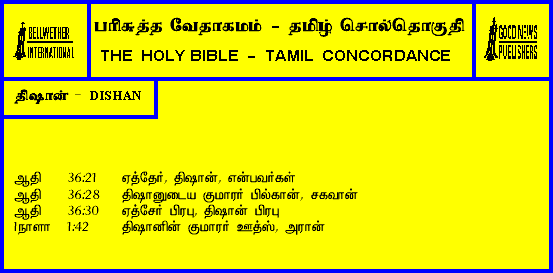 BELLWETHER
INTERNATIONAL
பரிசுத்த வேதாகமம் - தமிழ் சொல்தொகுதி
THE HOLY BIBLE - TAMIL CONCORDANCE
GOOD NEWS
PUBLISHERS
திஷான் - DISHAN
ஆதி 36:21 ஏத்தேர், திஷான், என்பவர்கள்
ஆதி 36:28 திஷானுடைய குமாரர் பில்கான், சகவான்
ஆதி 36:30 ஏத்சேர் பிரபு, திஷான் பிரபு
1நாளா 1:42 திஷானின் குமாரர் ஊத்ஸ், அரான்